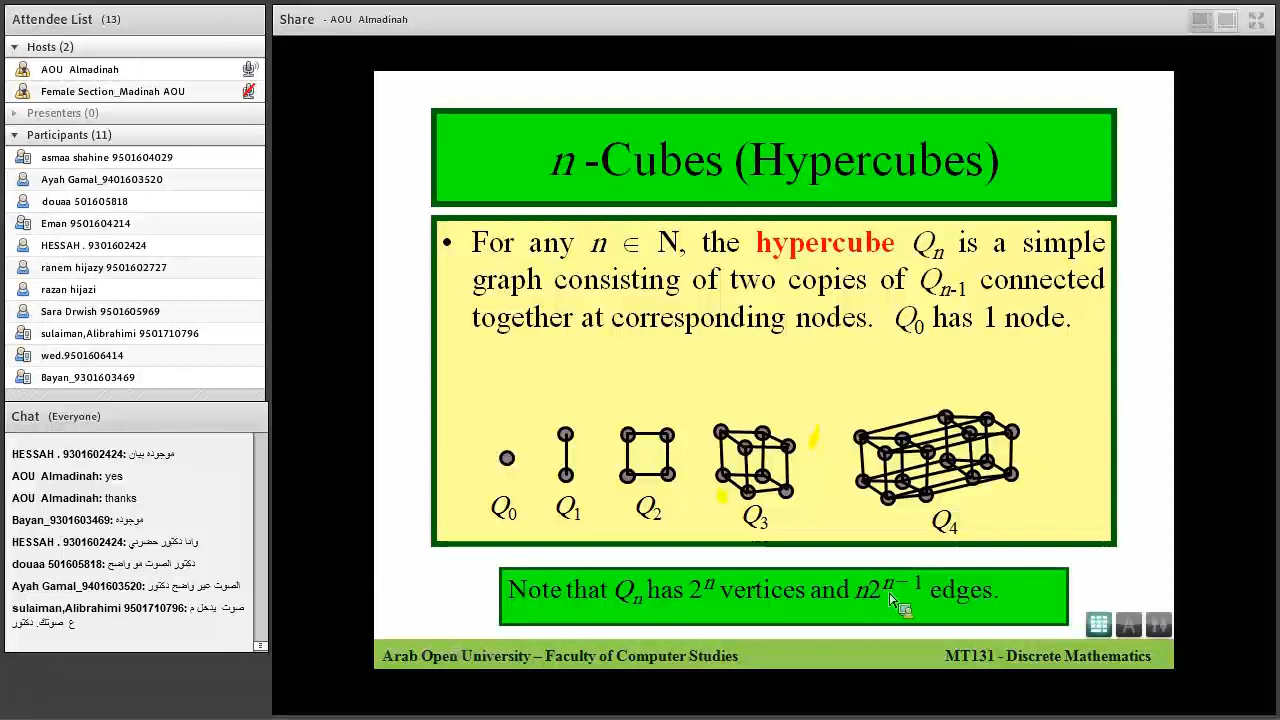 Attendee List (13)
Hosts (2)
AOU Almadinah
Female Section_Madinah AOU
Presenters (0)
Participants (11)
asmaa shahine 9501604029
Ayah Gamal_9401603520
douaa 501605818
Eman 9501604214
HESSAH . 9301602424
ranem hijazy 9501602727
razan hijazi
Sara Drwish 9501605969
sulaiman,Alibrahimi 9501710796
wed.9501606414
Bayan_9301603469
Chat (Everyone)
HESSAH . 9301602424: موجوده بيان
AOU Almadinah: yes
AOU Almadinah: thanks
Bayan_9301603469: موجوده
HESSAH . 9301602424: وانا دكتور حضرني
douaa 501605818: دكتور الصوت مو واضح
Ayah Gamal_9401603520: الصوت غير واضح دكتور
sulaiman,Alibrahimi 9501710796: صوت يدخل م
ع صوتك. دكتور
Share - AOU Almadinah
n -Cubes (Hypercubes)
• For any n ∈ N, the hypercube Qn is a simple
graph consisting of two copies of Qn-1 connected
together at corresponding nodes. Q0 has 1 node.
Q0 Q1 Q2 Q3 Q4
Note that Qn has 2^n vertices and n2^(n−1) edges.
Arab Open University – Faculty of Computer Studies MT131 - Discrete Mathematics